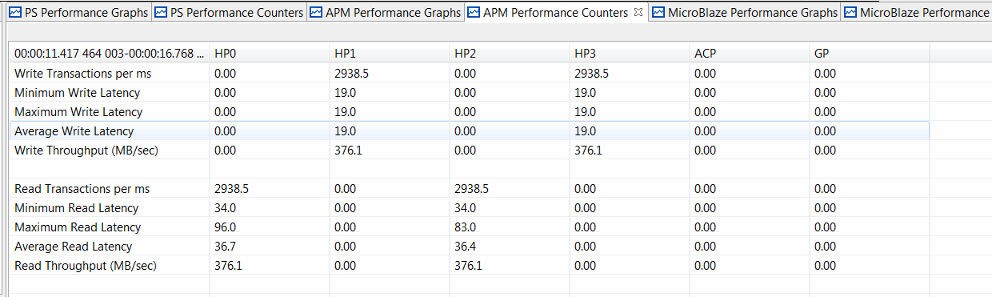 PS Performance Graphs PS Performance Counters APM Performance Graphs APM Performance Counters MicroBlaze Performance Graphs MicroBlaze Performance
00:00:11.417 464 003-00:00:16.768 ... HP0 HP1 HP2 HP3 ACP GP
Write Transactions per ms 0.00 2938.5 0.00 2938.5 0.00 0.00
Minimum Write Latency 0.00 19.0 0.00 19.0 0.00 0.00
Maximum Write Latency 0.00 19.0 0.00 19.0 0.00 0.00
Average Write Latency 0.00 19.0 0.00 19.0 0.00 0.00
Write Throughput (MB/sec) 0.00 376.1 0.00 376.1 0.00 0.00
Read Transactions per ms 2938.5 0.00 2938.5 0.00 0.00 0.00
Minimum Read Latency 34.0 0.00 34.0 0.00 0.00 0.00
Maximum Read Latency 96.0 0.00 83.0 0.00 0.00 0.00
Average Read Latency 36.7 0.00 36.4 0.00 0.00 0.00
Read Throughput (MB/sec) 376.1 0.00 376.1 0.00 0.00 0.00